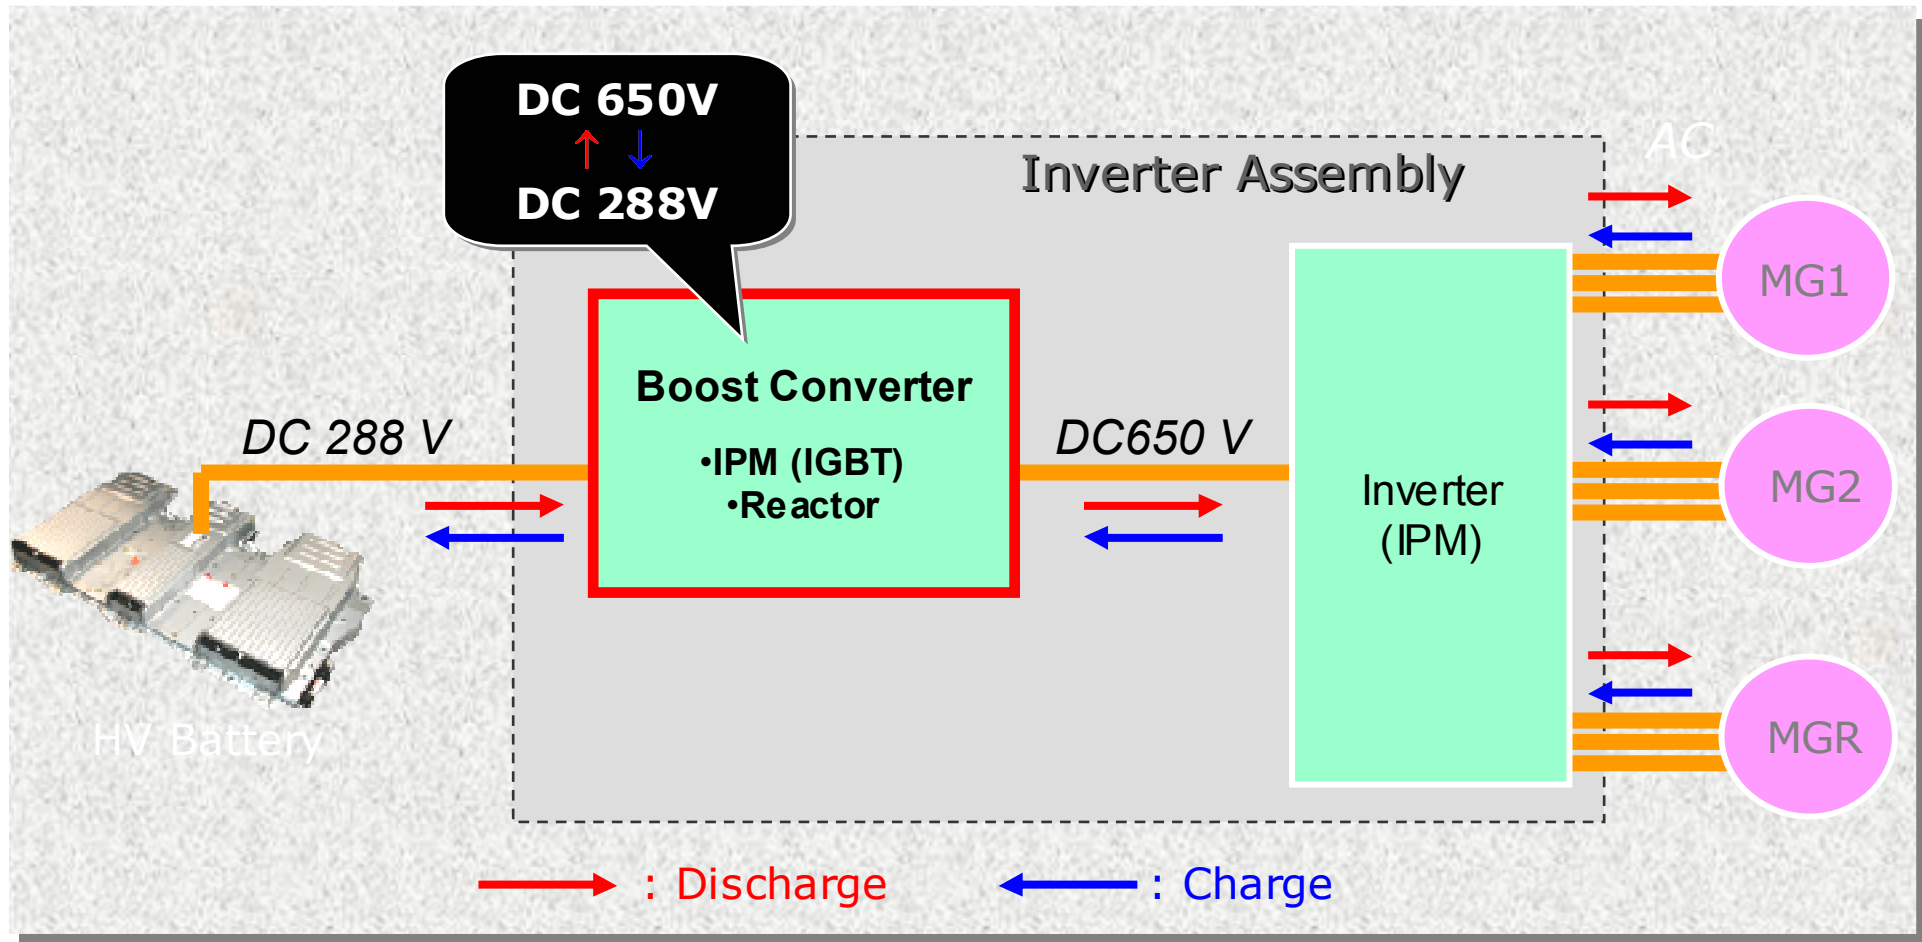 DC 650V
↑ ↓
DC 288V
Inverter Assembly
AC
MG1
Boost Converter
•IPM (IGBT)
•Reactor
DC 288 V
DC650 V
Inverter
(IPM)
MG2
HV Battery
MGR
: Discharge
: Charge